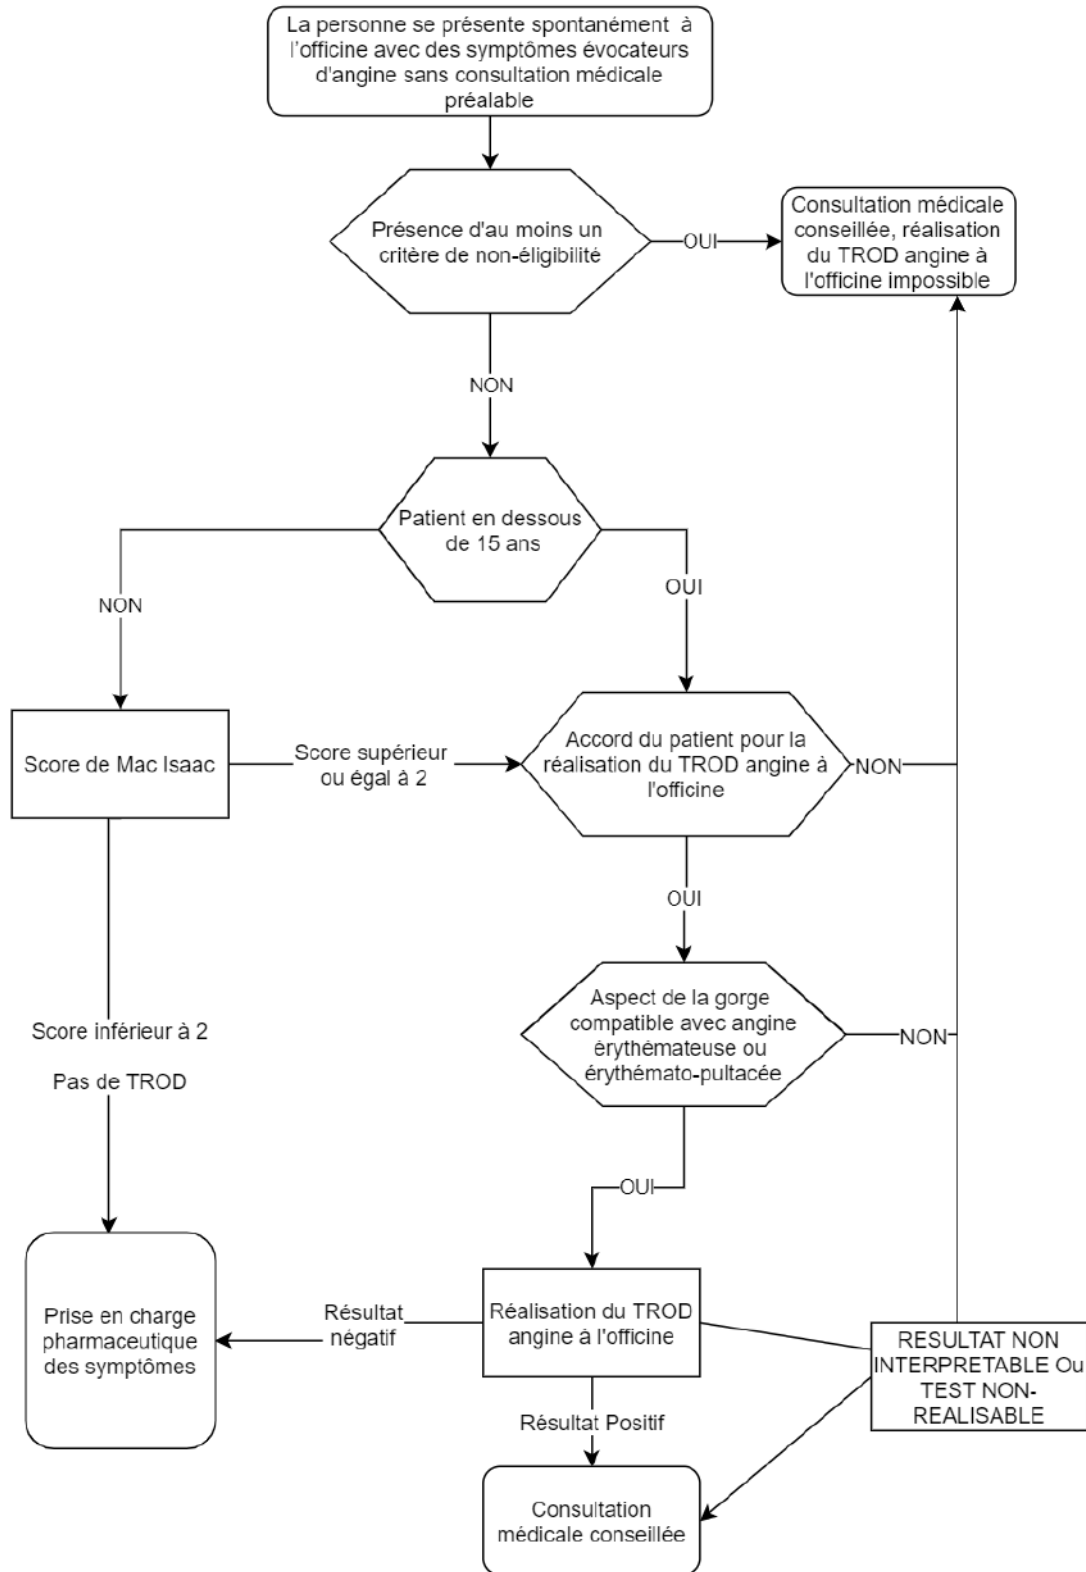 La personne se présente spontanément à
l'officine avec des symptômes évocateurs
d'angine sans consultation médicale
préalable
Présence d'au moins un
critère de non-éligibilité
OUI
Consultation médicale
conseillée, réalisation
du TROD angine à
l'officine impossible
NON
Patient en dessous
de 15 ans
NON
OUI
Score de Mac Isaac
Score supérieur
ou égal à 2
Accord du patient pour la
réalisation du TROD angine à
l'officine
NON
OUI
Aspect de la gorge
compatible avec angine
érythémateuse ou
érythémato-pultacée
NON
Score inférieur à 2
Pas de TROD
OUI
Prise en charge
pharmaceutique
des symptômes
Résultat
négatif
Réalisation du TROD
angine à l'officine
RESULTAT NON
INTERPRETABLE Ou
TEST NON-
REALISABLE
Résultat Positif
Consultation
médicale conseillée